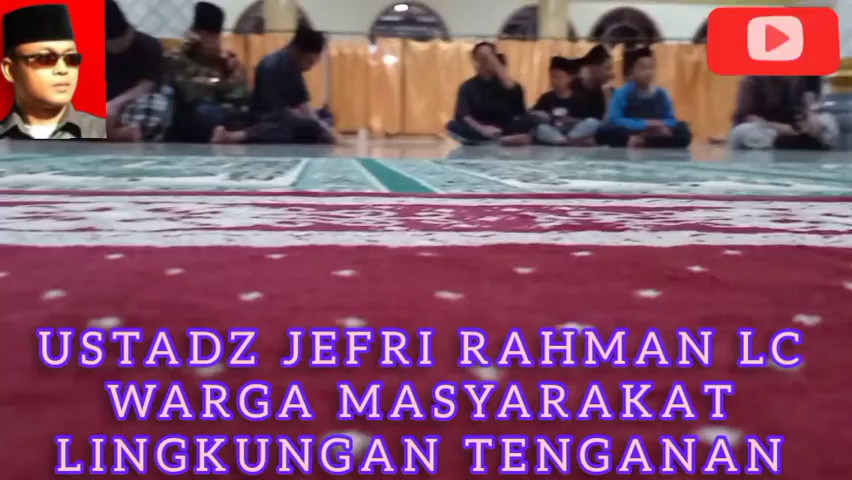 USTADZ JEFRI RAHMAN LC
WARGA MASYARAKAT
LINGKUNGAN TENGANAN